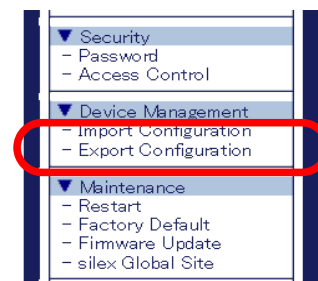 ▼ Security
- Password
- Access Control
▼ Device Management
- Import Configuration
- Export Configuration
▼ Maintenance
- Restart
- Factory Default
- Firmware Update
- silex Global Site